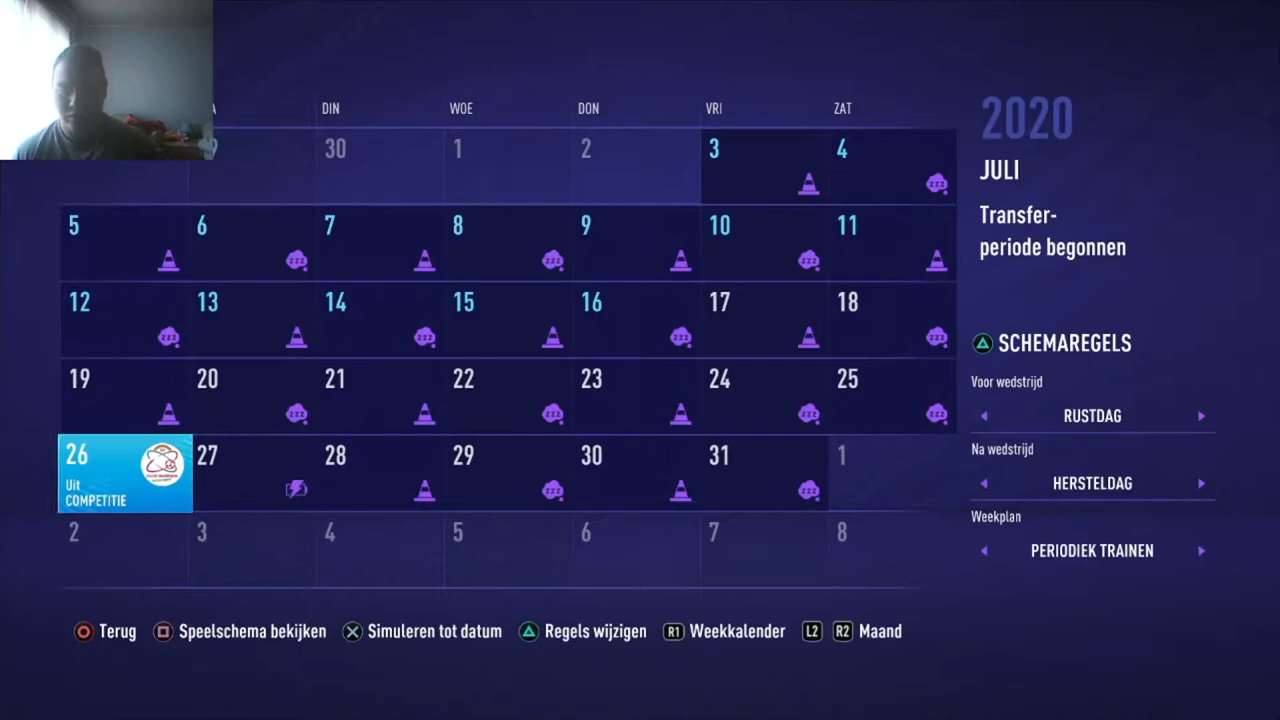 DIN WOE DON VRI ZAT
30 1 2 3 4
5 6 7 8 9 10 11
12 13 14 15 16 17 18
19 20 21 22 23 24 25
26 27 28 29 30 31 1
Uit
COMPETITIE
2 3 4 5 6 7 8
2020
JULI
Transfer-
periode begonnen
SCHEMAREGELS
Voor wedstrijd
RUSTDAG
Na wedstrijd
HERSTELDAG
Weekplan
PERIODIEK TRAINEN
Terug Speelschema bekijken Simuleren tot datum Regels wijzigen R1 Weekkalender L2 R2 Maand